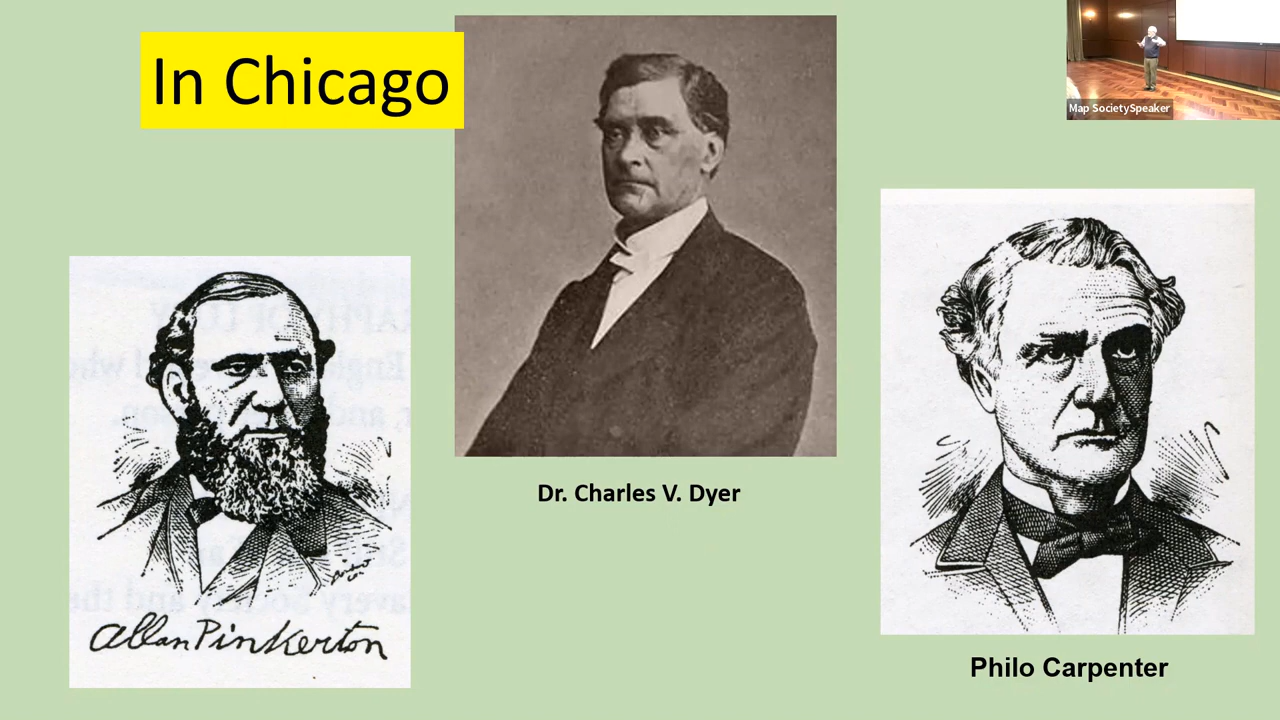 In Chicago
Map SocietySpeaker
Dr. Charles V. Dyer
Allan Pinkerton
Philo Carpenter